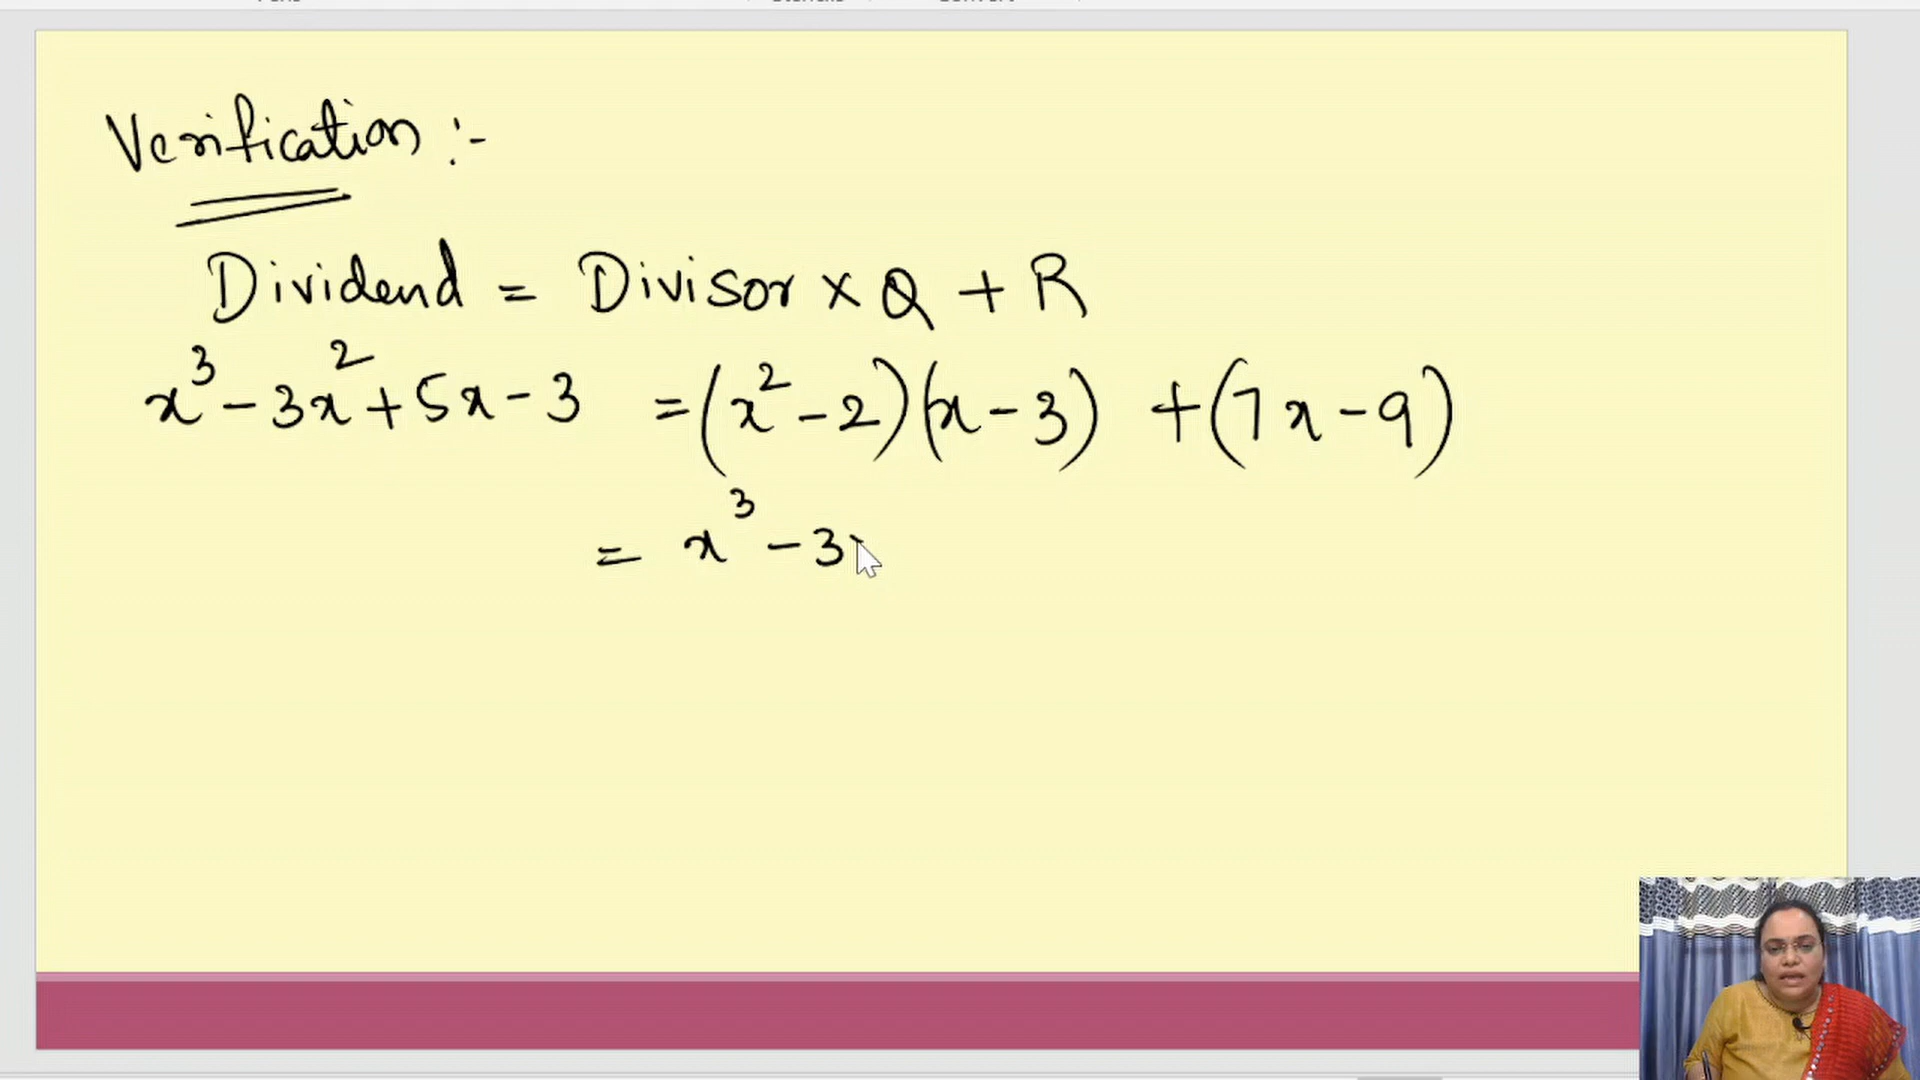 Verification :-
Dividend = Divisor × Q + R
x³ - 3x² + 5x - 3 = (x² - 2)(x - 3) + (7x - 9)
= x³ - 3